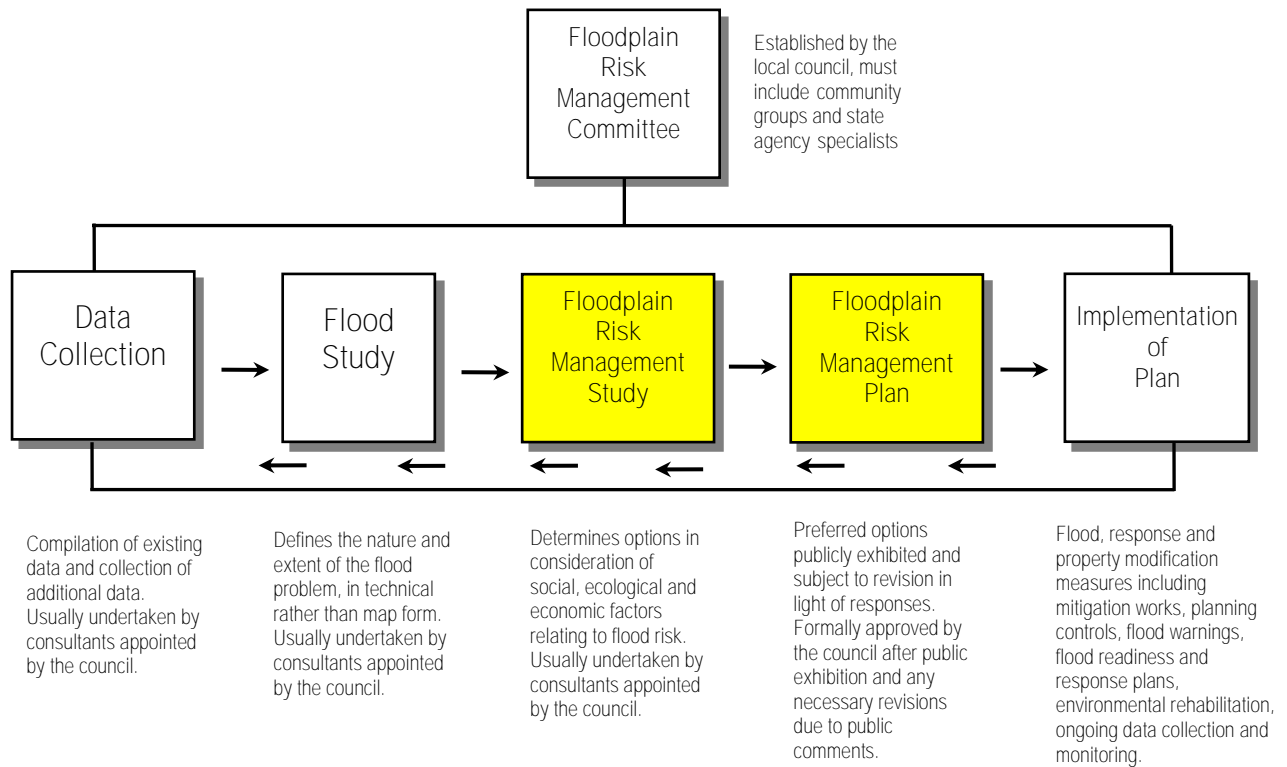 Floodplain
Risk
Management
Committee
Established by the
local council, must
include community
groups and state
agency specialists
Data
Collection
Flood
Study
Floodplain
Risk
Management
Study
Floodplain
Risk
Management
Plan
Implementation
of
Plan
Compilation of existing
data and collection of
additional data.
Usually undertaken by
consultants appointed
by the council.
Defines the nature and
extent of the flood
problem, in technical
rather than map form.
Usually undertaken by
consultants appointed
by the council.
Determines options in
consideration of
social, ecological and
economic factors
relating to flood risk.
Usually undertaken by
consultants appointed
by the council.
Preferred options
publicly exhibited and
subject to revision in
light of responses.
Formally approved by
the council after public
exhibition and any
necessary revisions
due to public
comments.
Flood, response and
property modification
measures including
mitigation works, planning
controls, flood warnings,
flood readiness and
response plans,
environmental rehabilitation,
ongoing data collection and
monitoring.